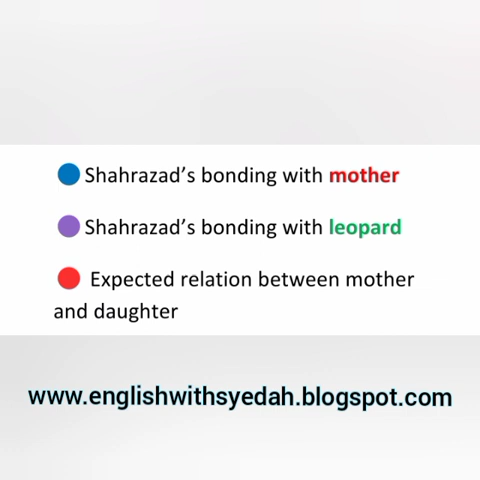 Shahrazad's bonding with mother
Shahrazad's bonding with leopard
Expected relation between mother
and daughter
www.englishwithsyedah.blogspot.com